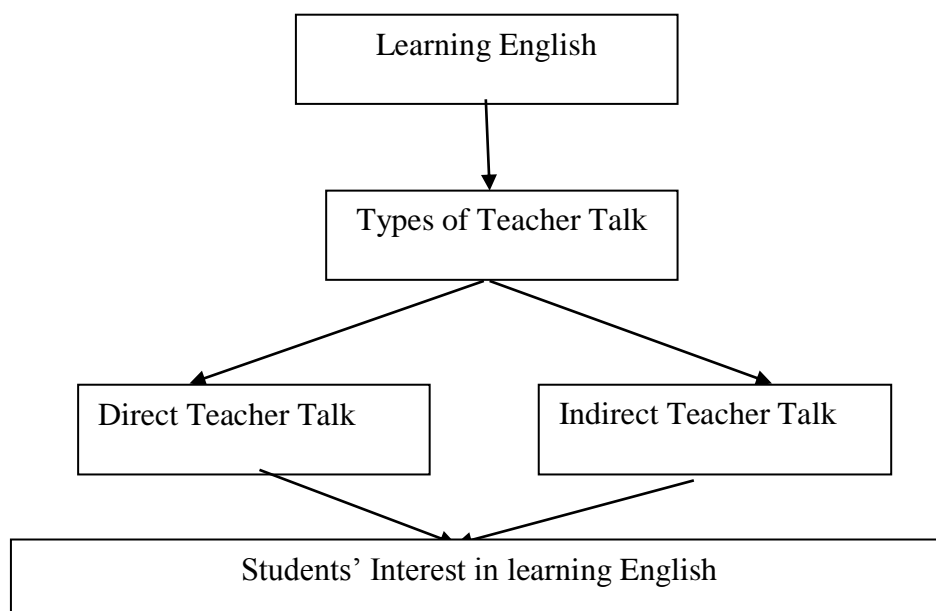 Learning English
Types of Teacher Talk
Direct Teacher Talk
Indirect Teacher Talk
Students’ Interest in learning English